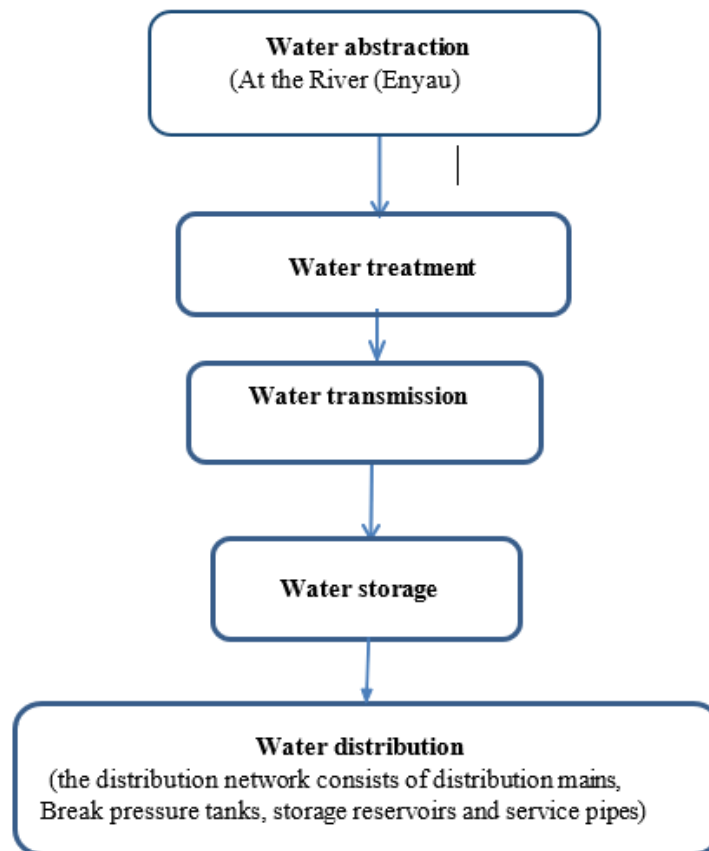 Water abstraction
(At the River (Enyau)
Water treatment
Water transmission
Water storage
Water distribution
(the distribution network consists of distribution mains,
Break pressure tanks, storage reservoirs and service pipes)